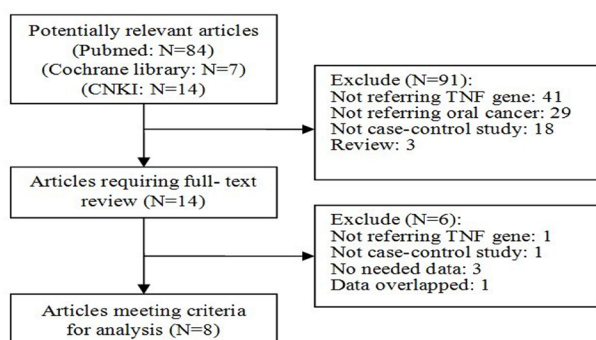 Potentially relevant articles
(Pubmed: N=84)
(Cochrane library: N=7)
(CNKI: N=14)
Exclude (N=91):
Not referring TNF gene: 41
Not referring oral cancer: 29
Not case-control study: 18
Review: 3
Articles requiring full- text
review (N=14)
Exclude (N=6):
Not referring TNF gene: 1
Not case-control study: 1
No needed data: 3
Data overlapped: 1
Articles meeting criteria
for analysis (N=8)